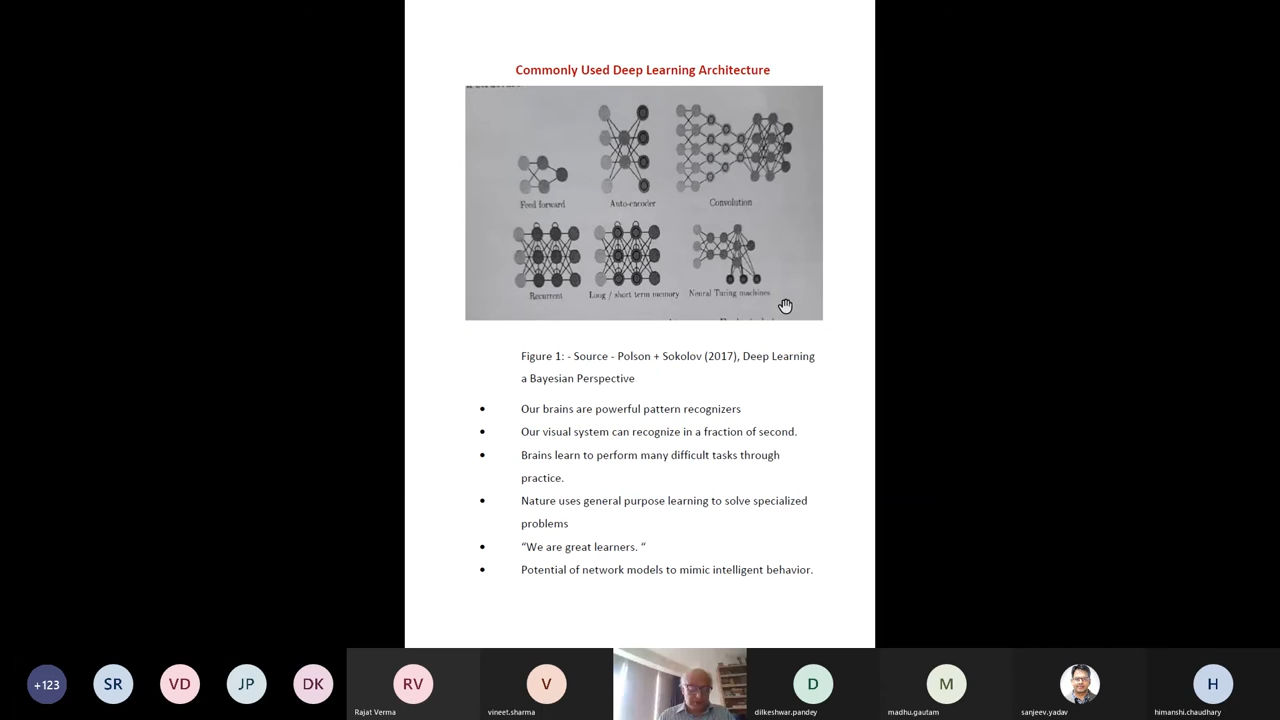 Commonly Used Deep Learning Architecture
Feed forward
Auto-encoder
Convolution
Recurrent
Long / short term memory
Neural Turing machines
Figure 1: - Source - Polson + Sokolov (2017), Deep Learning
a Bayesian Perspective
• Our brains are powerful pattern recognizers
• Our visual system can recognize in a fraction of second.
• Brains learn to perform many difficult tasks through
practice.
• Nature uses general purpose learning to solve specialized
problems
• “We are great learners. “
• Potential of network models to mimic intelligent behavior.
+123
SR
VD
JP
DK
RV
Rajat Verma
V
vineet.sharma
D
dilkeshwar.pandey
M
madhu.gautam
sanjeev.yadav
H
himanshi.chaudhary